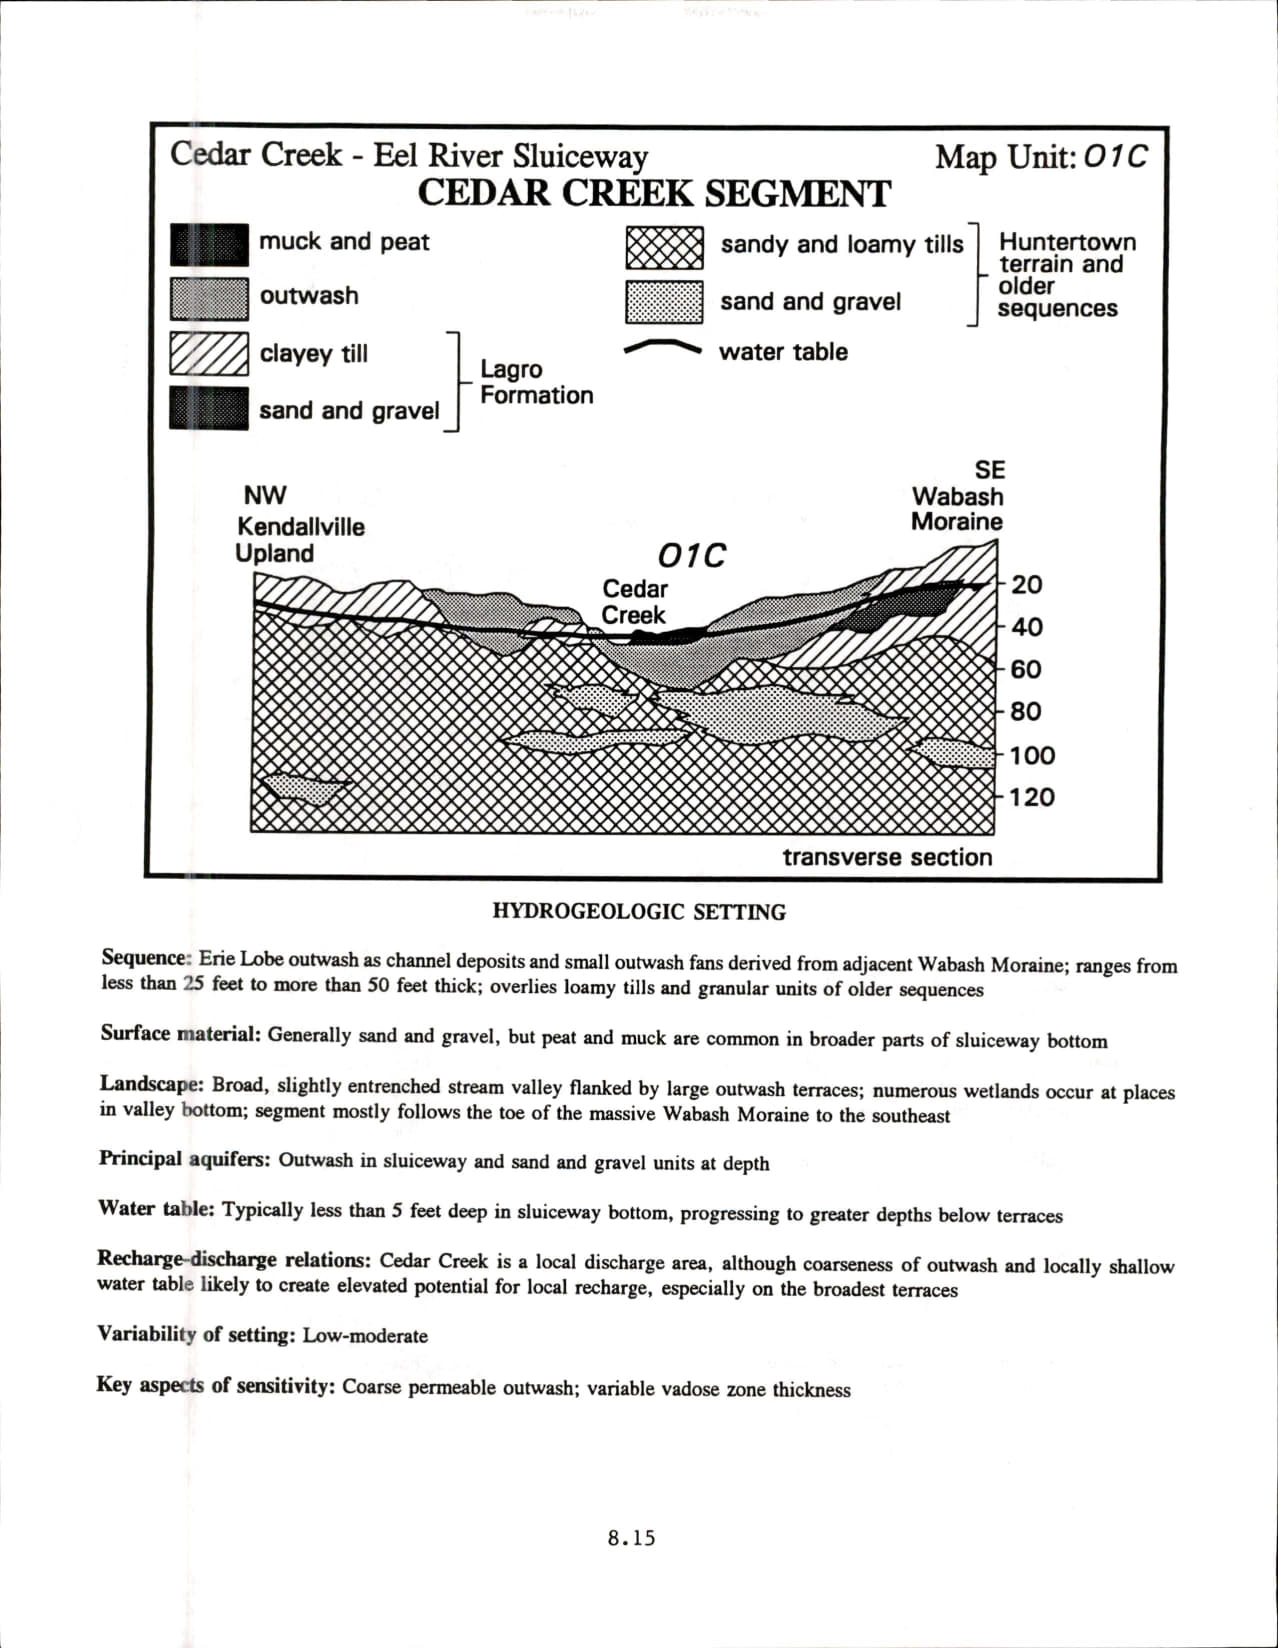 Cedar Creek - Eel River Sluiceway
Map Unit: O1C
CEDAR CREEK SEGMENT
muck and peat
outwash
clayey till
sand and gravel
Lagro
Formation
sandy and loamy tills
sand and gravel
Huntertown
terrain and
older
sequences
water table
NW
Kendallville
Upland
O1C
Cedar
Creek
SE
Wabash
Moraine
20
40
60
80
100
120
transverse section
HYDROGEOLOGIC SETTING
Sequence: Erie Lobe outwash as channel deposits and small outwash fans derived from adjacent Wabash Moraine; ranges from
less than 25 feet to more than 50 feet thick; overlies loamy tills and granular units of older sequences
Surface material: Generally sand and gravel, but peat and muck are common in broader parts of sluiceway bottom
Landscape: Broad, slightly entrenched stream valley flanked by large outwash terraces; numerous wetlands occur at places
in valley bottom; segment mostly follows the toe of the massive Wabash Moraine to the southeast
Principal aquifers: Outwash in sluiceway and sand and gravel units at depth
Water table: Typically less than 5 feet deep in sluiceway bottom, progressing to greater depths below terraces
Recharge-discharge relations: Cedar Creek is a local discharge area, although coarseness of outwash and locally shallow
water table likely to create elevated potential for local recharge, especially on the broadest terraces
Variability of setting: Low-moderate
Key aspects of sensitivity: Coarse permeable outwash; variable vadose zone thickness
8.15